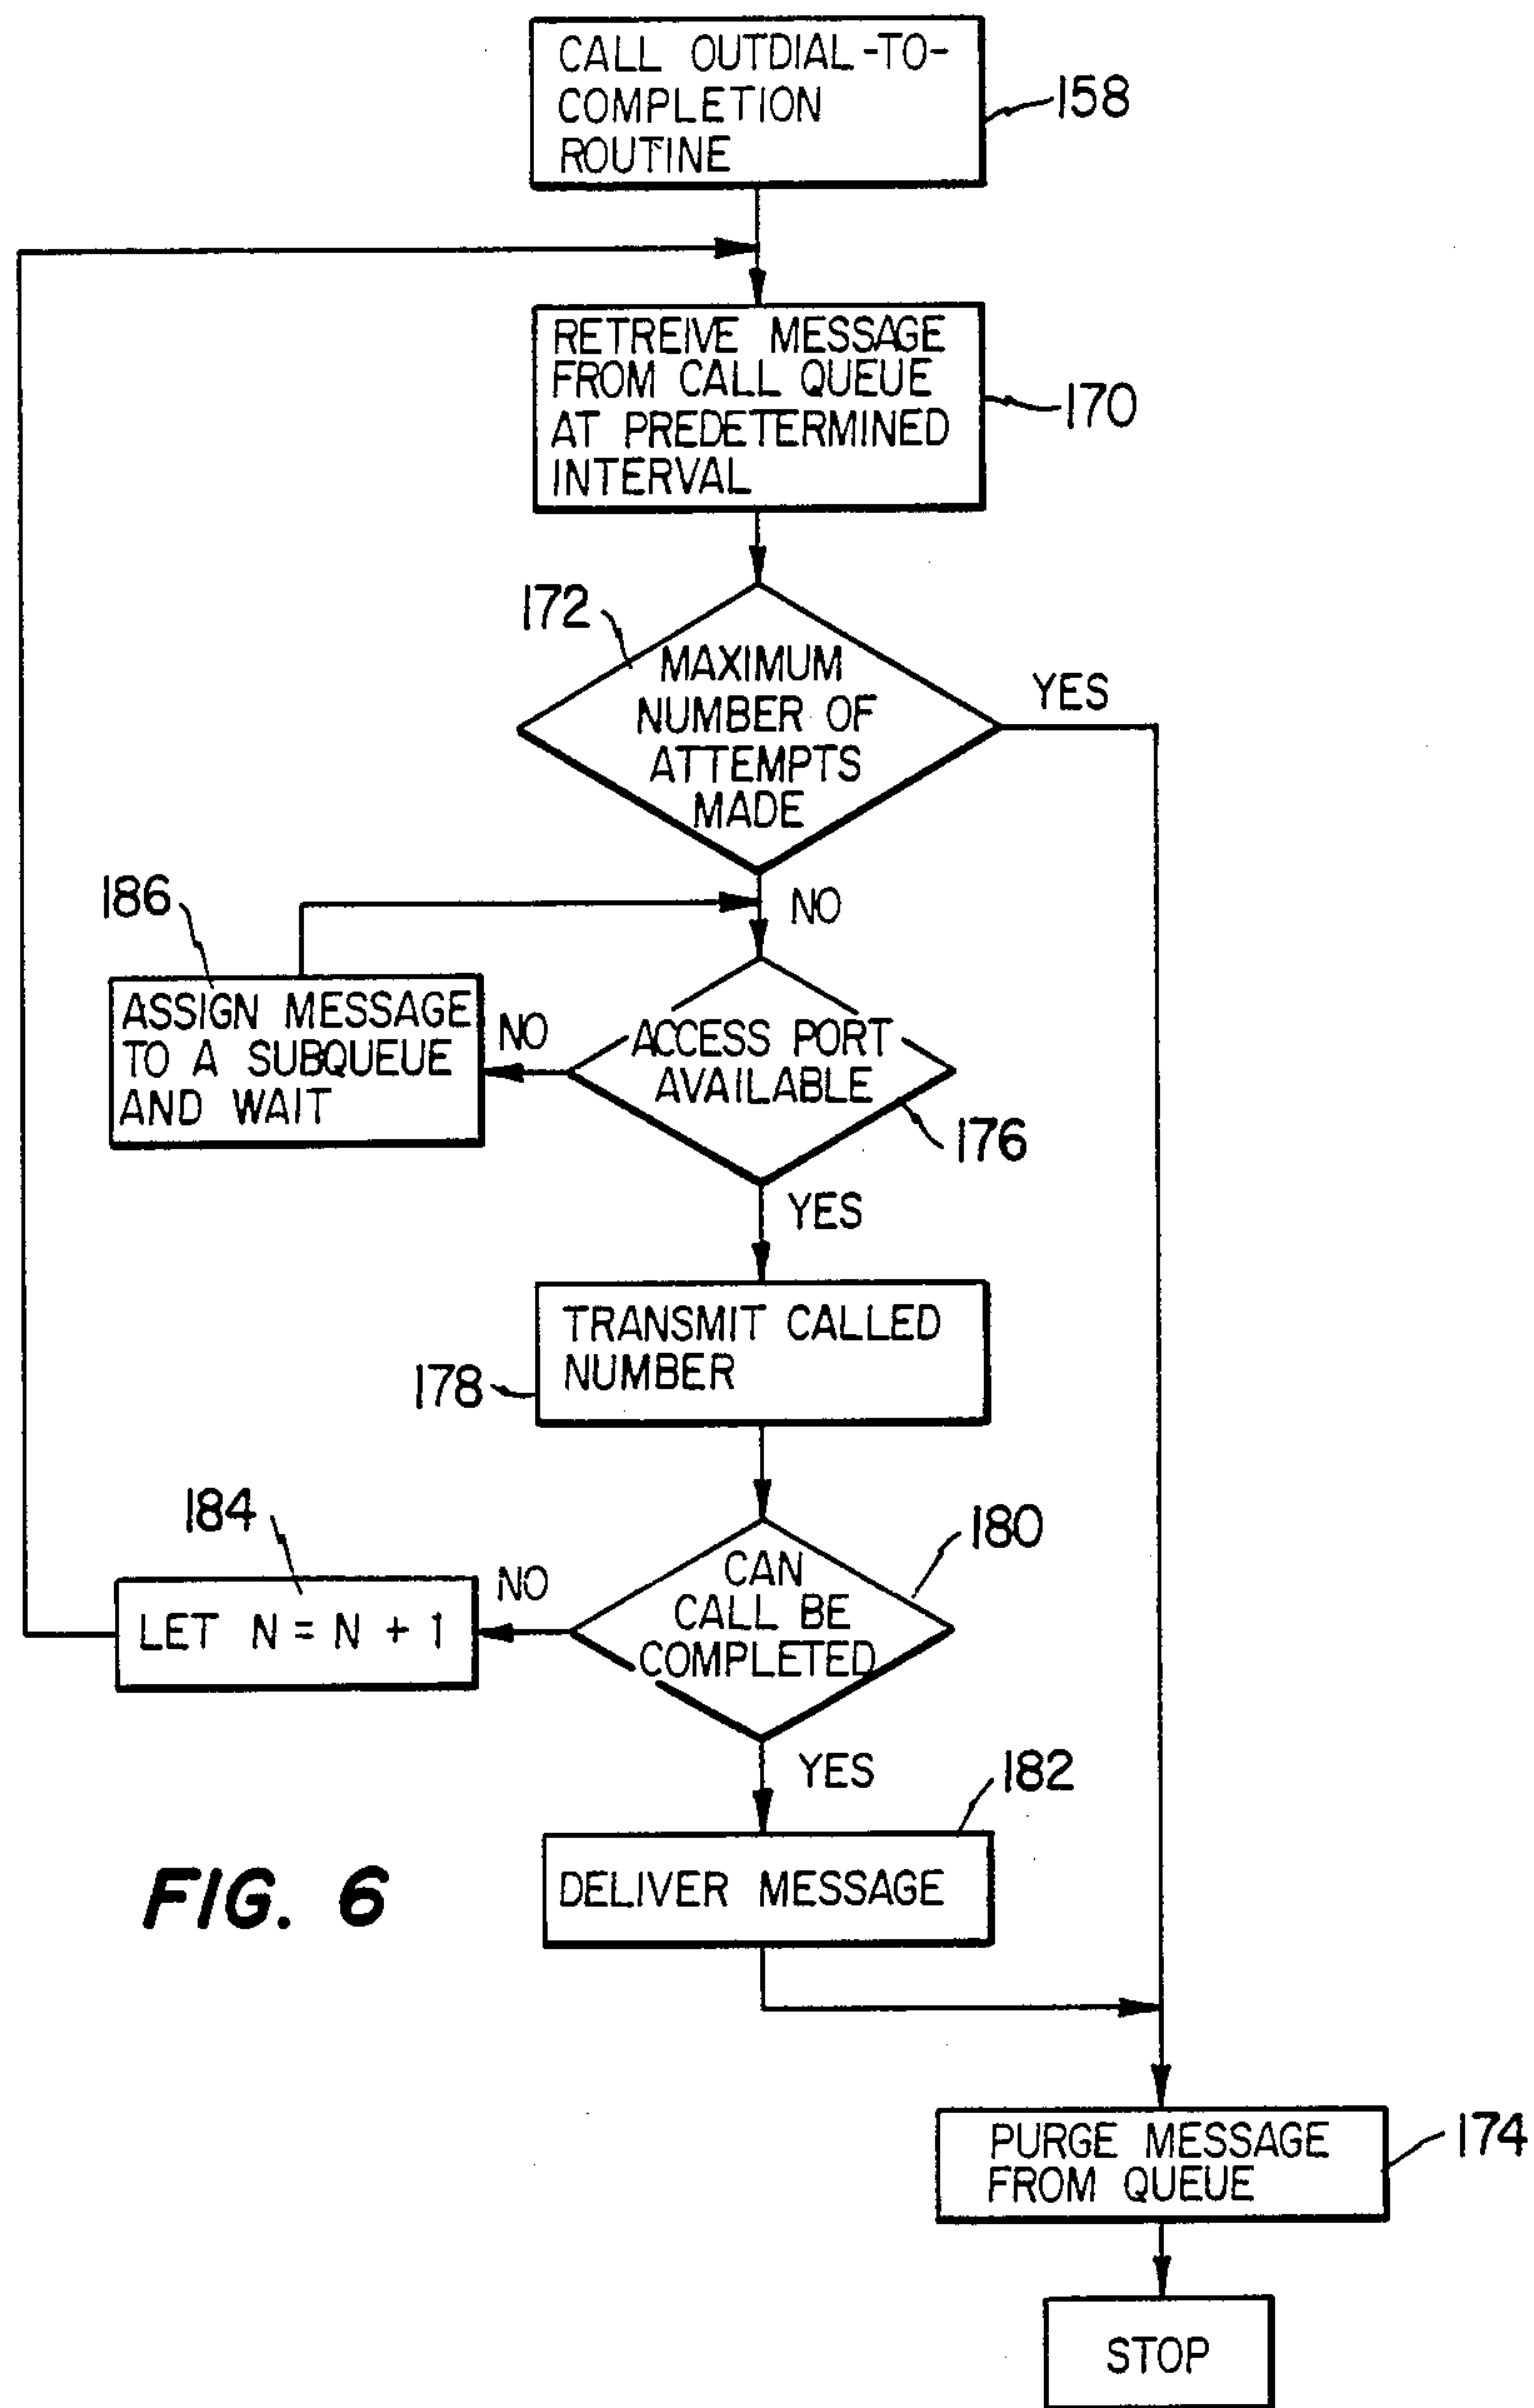 CALL OUTDIAL-TO-
COMPLETION
ROUTINE
158
RETREIVE MESSAGE
FROM CALL QUEUE
AT PREDETERMINED
INTERVAL
170
172
MAXIMUM
NUMBER OF
ATTEMPTS
MADE
YES
NO
186
ASSIGN MESSAGE
TO A SUBQUEUE
AND WAIT
NO
ACCESS PORT
AVAILABLE
176
YES
TRANSMIT CALLED
NUMBER
178
184
LET N = N + 1
NO
CAN
CALL BE
COMPLETED
180
YES
182
DELIVER MESSAGE
FIG. 6
PURGE MESSAGE
FROM QUEUE
174
STOP